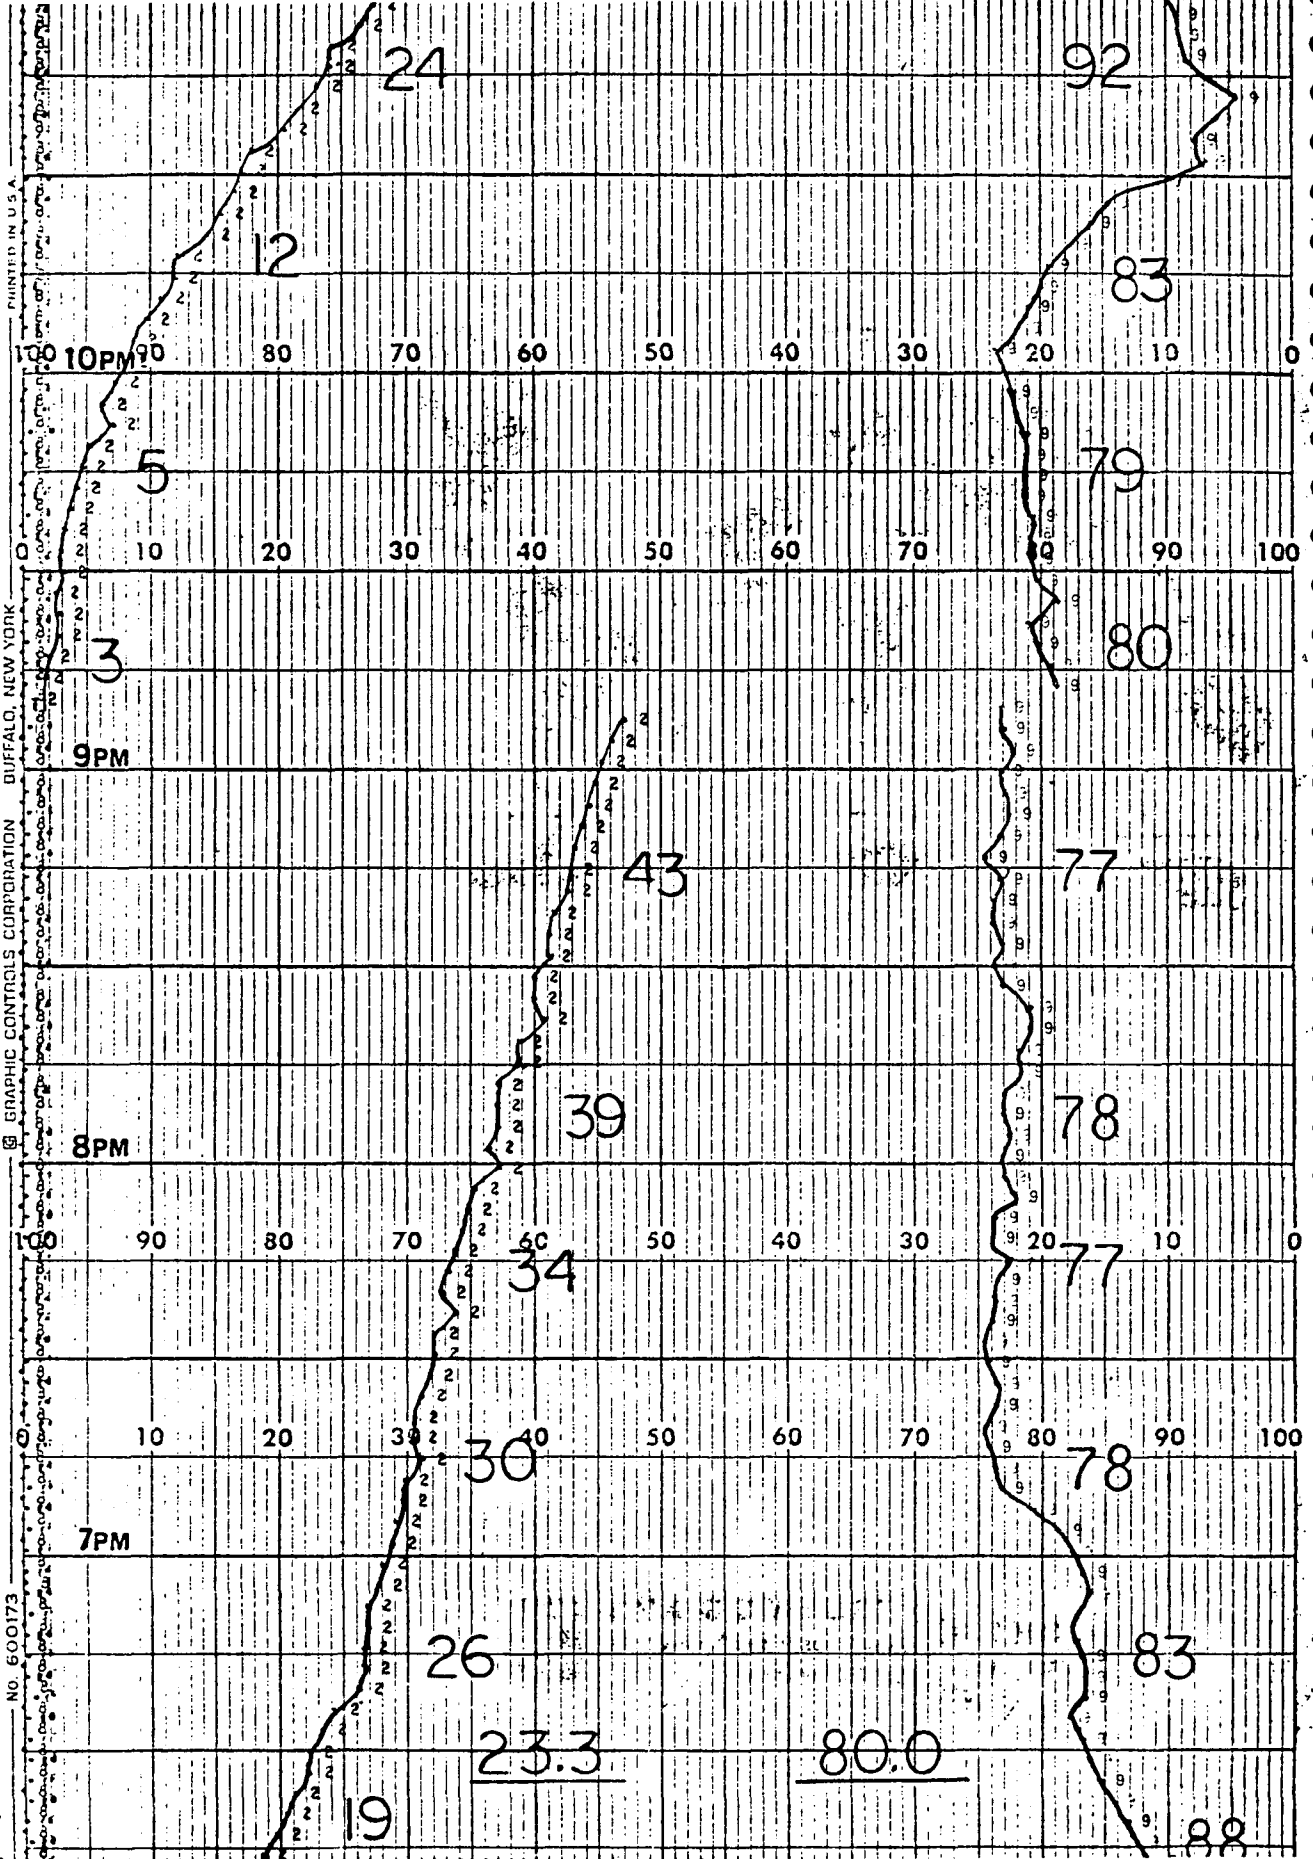 24 92
12 83
100 10PM 90 80 70 60 50 40 30 20 10 0
5 79
0 10 20 30 40 50 60 70 80 90 100
3 80
9PM
43 77
39 78
8PM
100 90 80 70 60 50 40 30 20 10 0
34 77
0 10 20 30 40 50 60 70 80 90 100
30 78
7PM
26 83
23.3 80.0
19 88
No. 600173 GRAPHIC CONTROLS CORPORATION BUFFALO, NEW YORK PRINTED IN U.S.A.